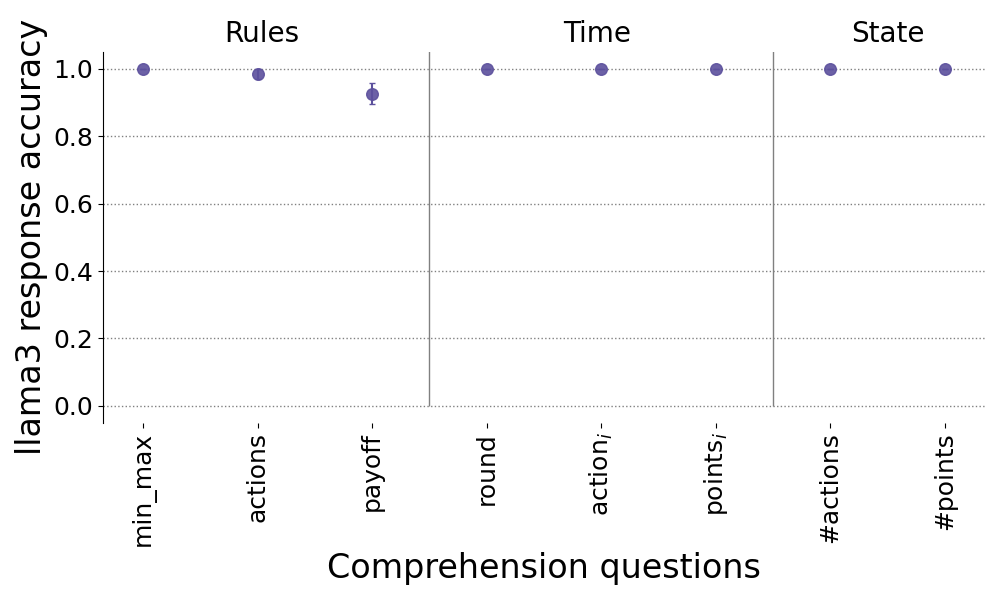 Rules Time State
llama3 response accuracy
1.0
0.8
0.6
0.4
0.2
0.0
min_max
actions
payoff
round
action_i
points_i
#actions
#points
Comprehension questions